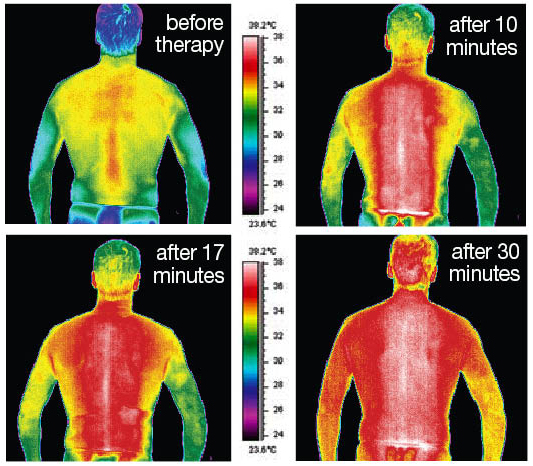 before
therapy
39.2°C
38
36
34
32
30
28
26
24
23.6°C
after 10
minutes
after 17
minutes
39.2°C
38
36
34
32
30
28
26
24
23.6°C
after 30
minutes